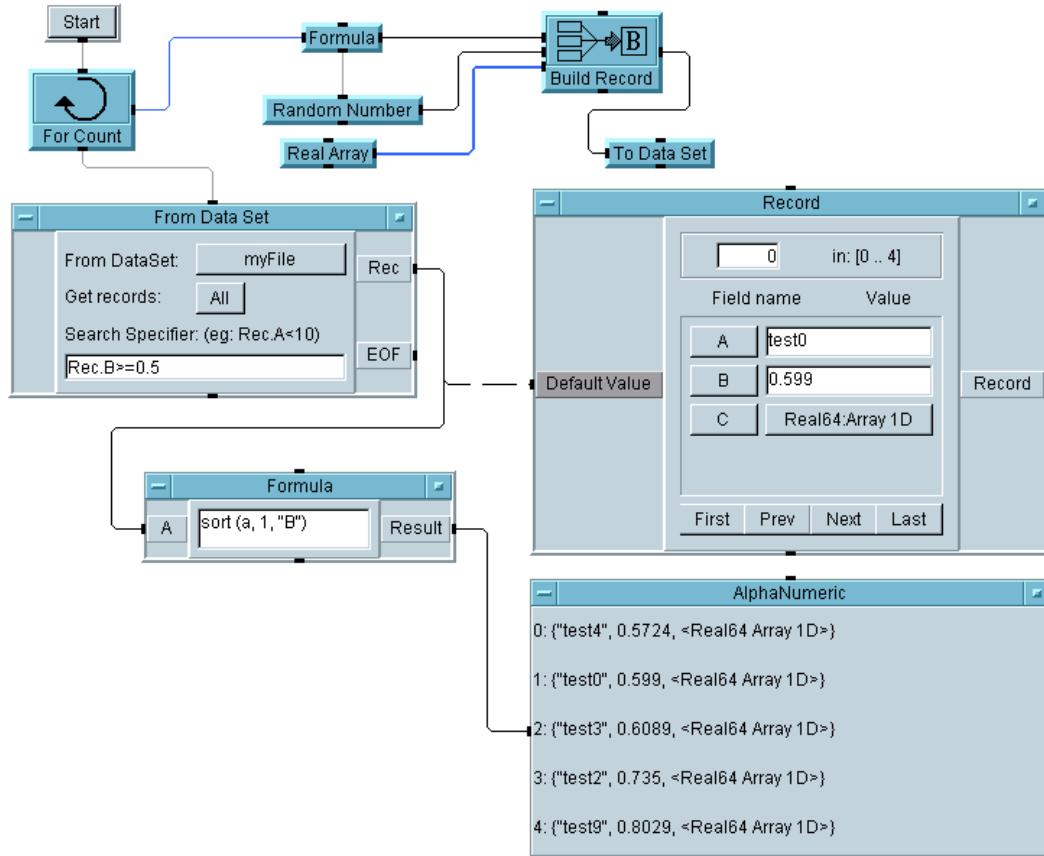 Start
For Count
Formula
Random Number
Real Array
B
Build Record
To Data Set
From Data Set
From DataSet: myFile
Get records: All
Search Specifier: (eg: Rec.A<10)
Rec.B>=0.5
Rec
EOF
Record
0 in: [0 .. 4]
Field name Value
A test0
B 0.599
C Real64:Array 1D
Default Value
Record
First Prev Next Last
Formula
A
sort (a, 1, "B")
Result
AlphaNumeric
0: {"test4", 0.5724, <Real64 Array 1D>}
1: {"test0", 0.599, <Real64 Array 1D>}
2: {"test3", 0.6089, <Real64 Array 1D>}
3: {"test2", 0.735, <Real64 Array 1D>}
4: {"test9", 0.8029, <Real64 Array 1D>}